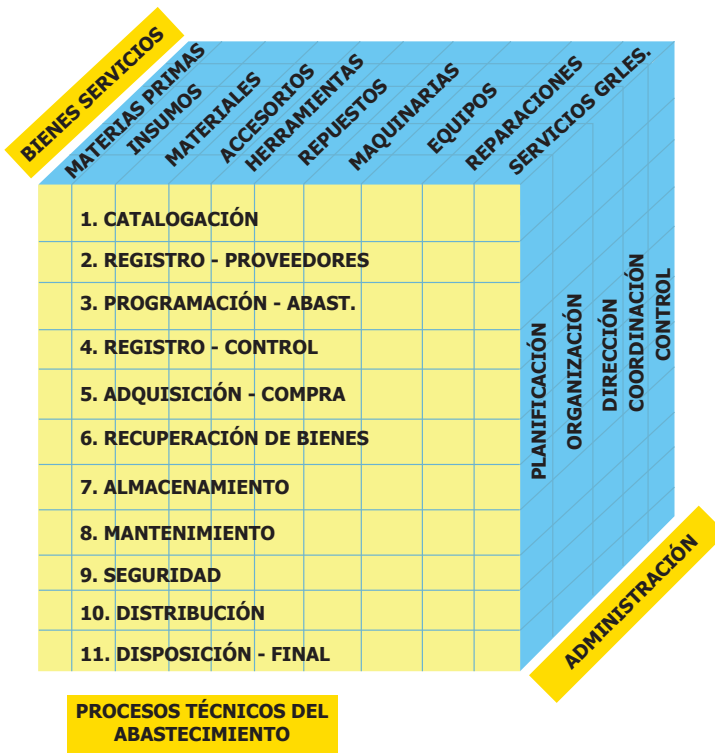 BIENES SERVICIOS
MATERIAS PRIMAS
INSUMOS
MATERIALES
ACCESORIOS
HERRAMIENTAS
REPUESTOS
MAQUINARIAS
EQUIPOS
REPARACIONES
SERVICIOS GRLES.
1. CATALOGACIÓN
2. REGISTRO - PROVEEDORES
3. PROGRAMACIÓN - ABAST.
4. REGISTRO - CONTROL
5. ADQUISICIÓN - COMPRA
6. RECUPERACIÓN DE BIENES
7. ALMACENAMIENTO
8. MANTENIMIENTO
9. SEGURIDAD
10. DISTRIBUCIÓN
11. DISPOSICIÓN - FINAL
PLANIFICACIÓN
ORGANIZACIÓN
DIRECCIÓN
COORDINACIÓN
CONTROL
ADMINISTRACIÓN
PROCESOS TÉCNICOS DEL
ABASTECIMIENTO